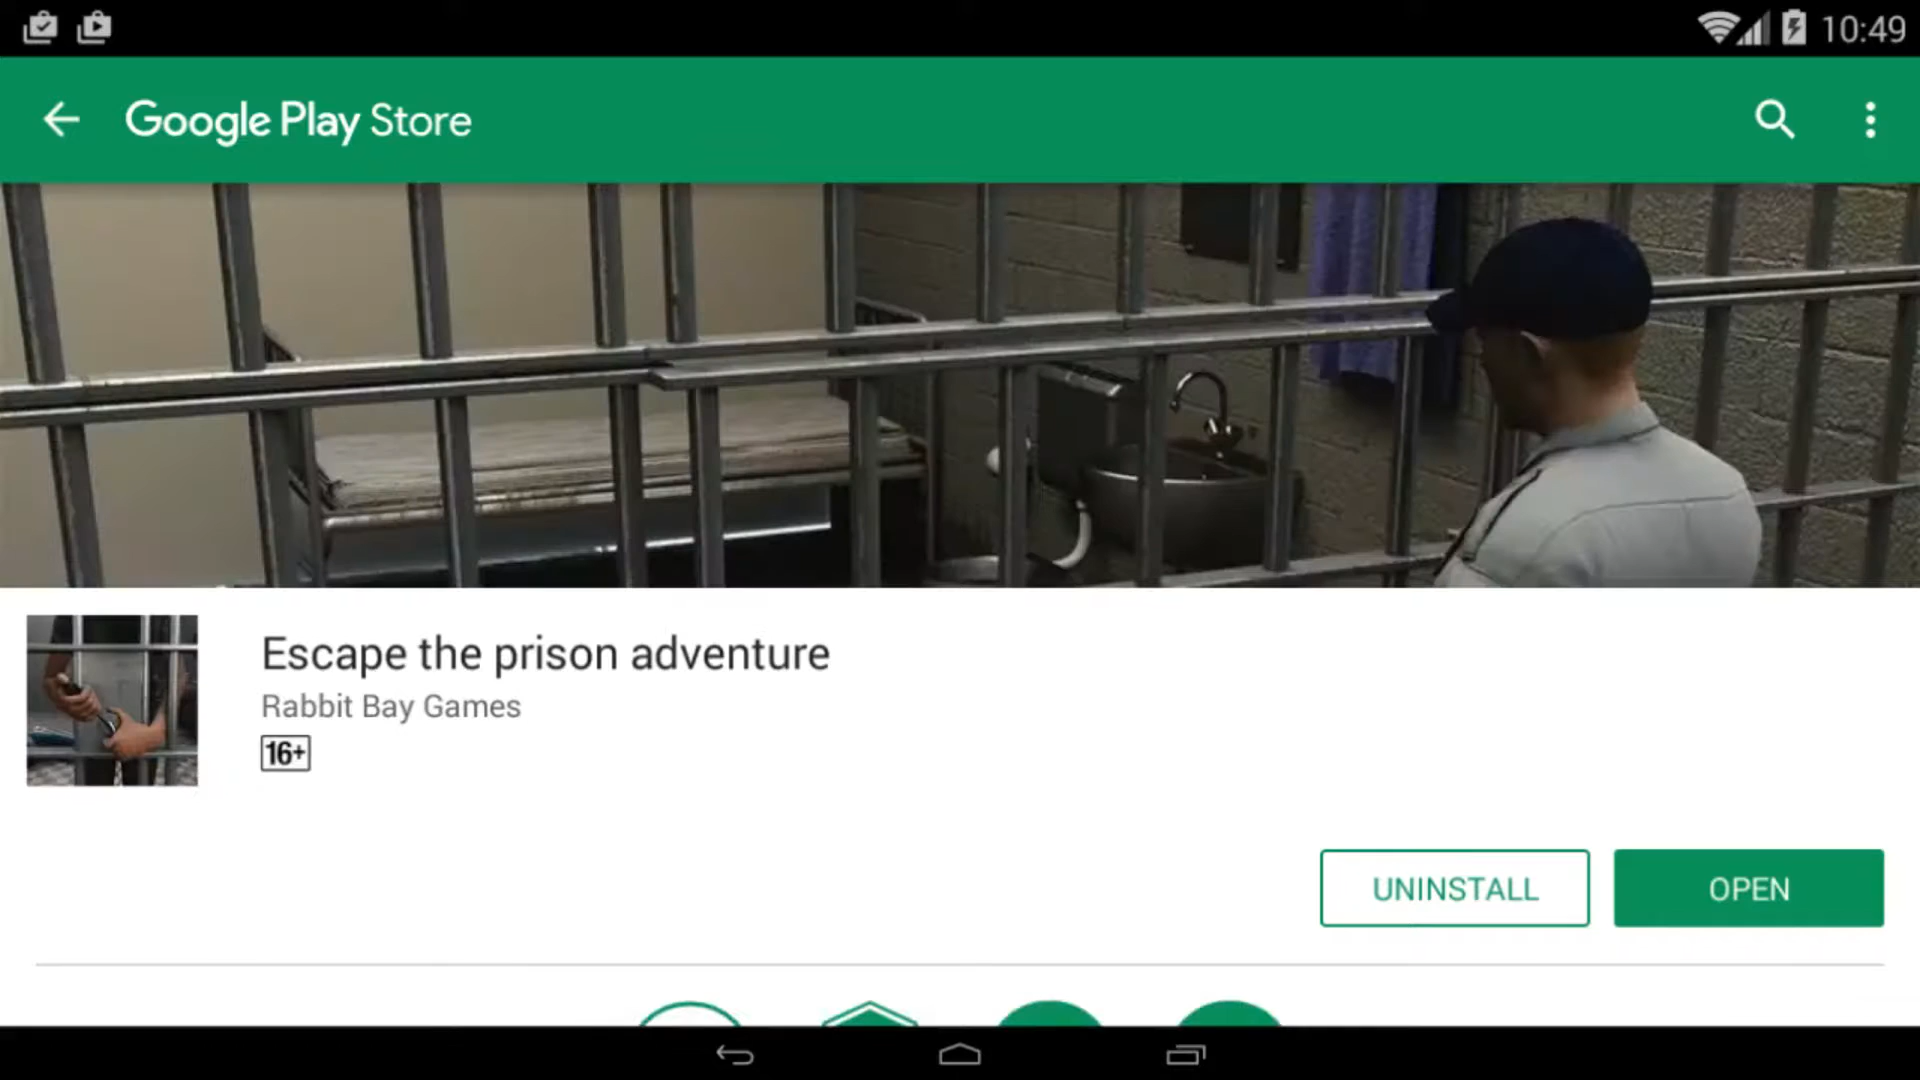 10:49
Google Play Store
Escape the prison adventure
Rabbit Bay Games
16+
UNINSTALL
OPEN